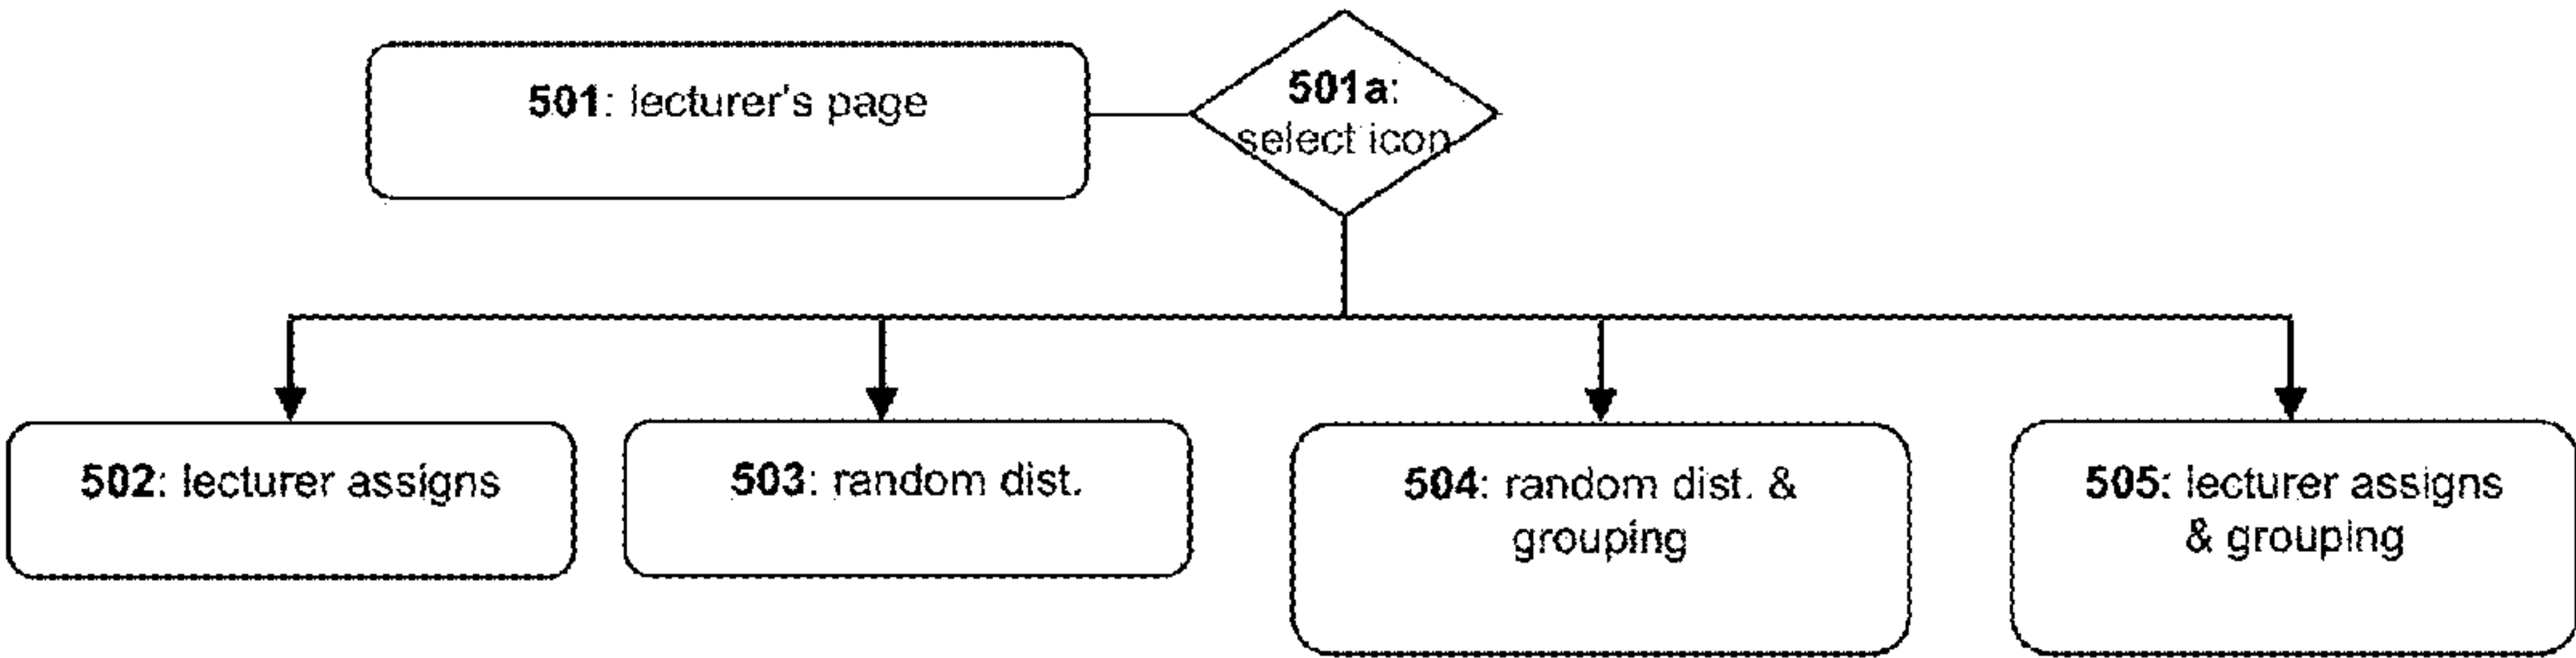 501: lecturer's page
501a:
select icon
502: lecturer assigns
503: random dist.
504: random dist. &
grouping
505: lecturer assigns
& grouping